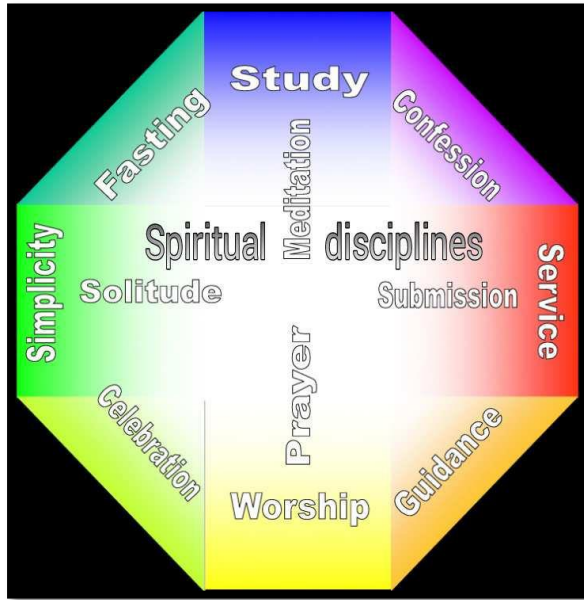 Study
Fasting
Confession
Meditation
Spiritual disciplines
Simplicity
Solitude
Submission
Service
Prayer
Celebration
Guidance
Worship